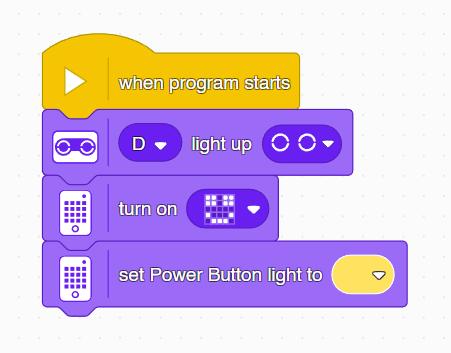 when program starts
D light up
turn on
set Power Button light to